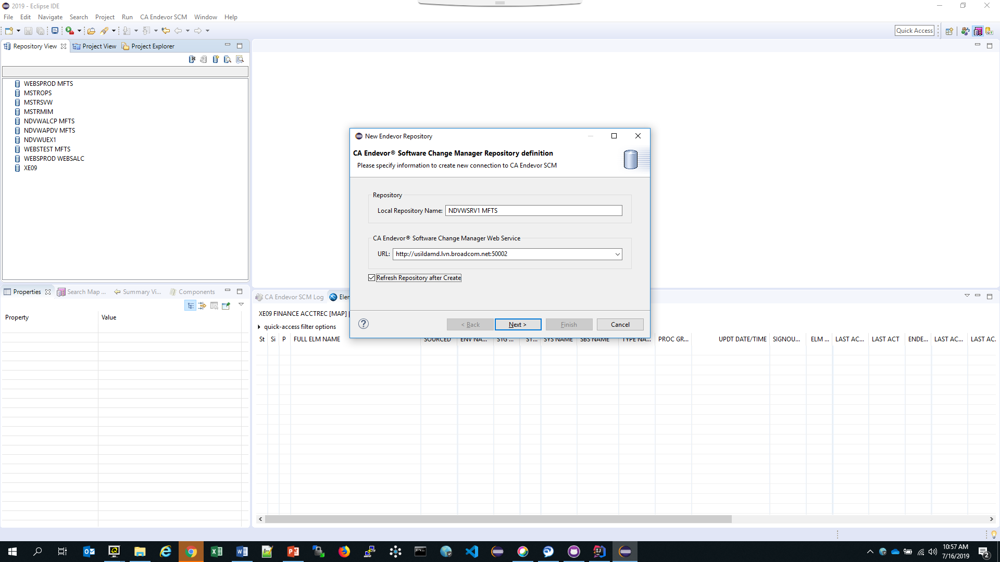 2019 - Eclipse IDE
File Edit Navigate Search Project Run CA Endevor SCM Window Help
Quick Access
Repository View Project View Project Explorer
WEBSPROD MFTS
MSTROPS
MSTRSVW
MSTRMIM
NDVWALCP MFTS
NDVWAPDV MFTS
NDVWUEX1
WEBSTEST MFTS
WEBSPROD WEBSALC
XE09
New Endevor Repository
CA Endevor® Software Change Manager Repository definition
Please specify information to create new connection to CA Endevor SCM
Repository
Local Repository Name: NDVWSRV1 MFTS
CA Endevor® Software Change Manager Web Service
URL: http://usildamd.lvn.broadcom.net:50002
Refresh Repository after Create
? < Back Next > Finish Cancel
Properties Search Map ... Summary Vi... Components
Property Value
CA Endevor SCM Log Eler
XE09 FINANCE ACCTREC [MAP]
quick-access filter options
St Si P FULL ELM NAME SOURCED ENV NA... STG ... ST... SYS NAME SBS NAME TYPE NA... PROC GR... UPDT DATE/TIME SIGNOU... ELM ... LAST AC... LAST ACT ENDE... LAST AC... LAST AC.
10:57 AM
7/16/2019
2